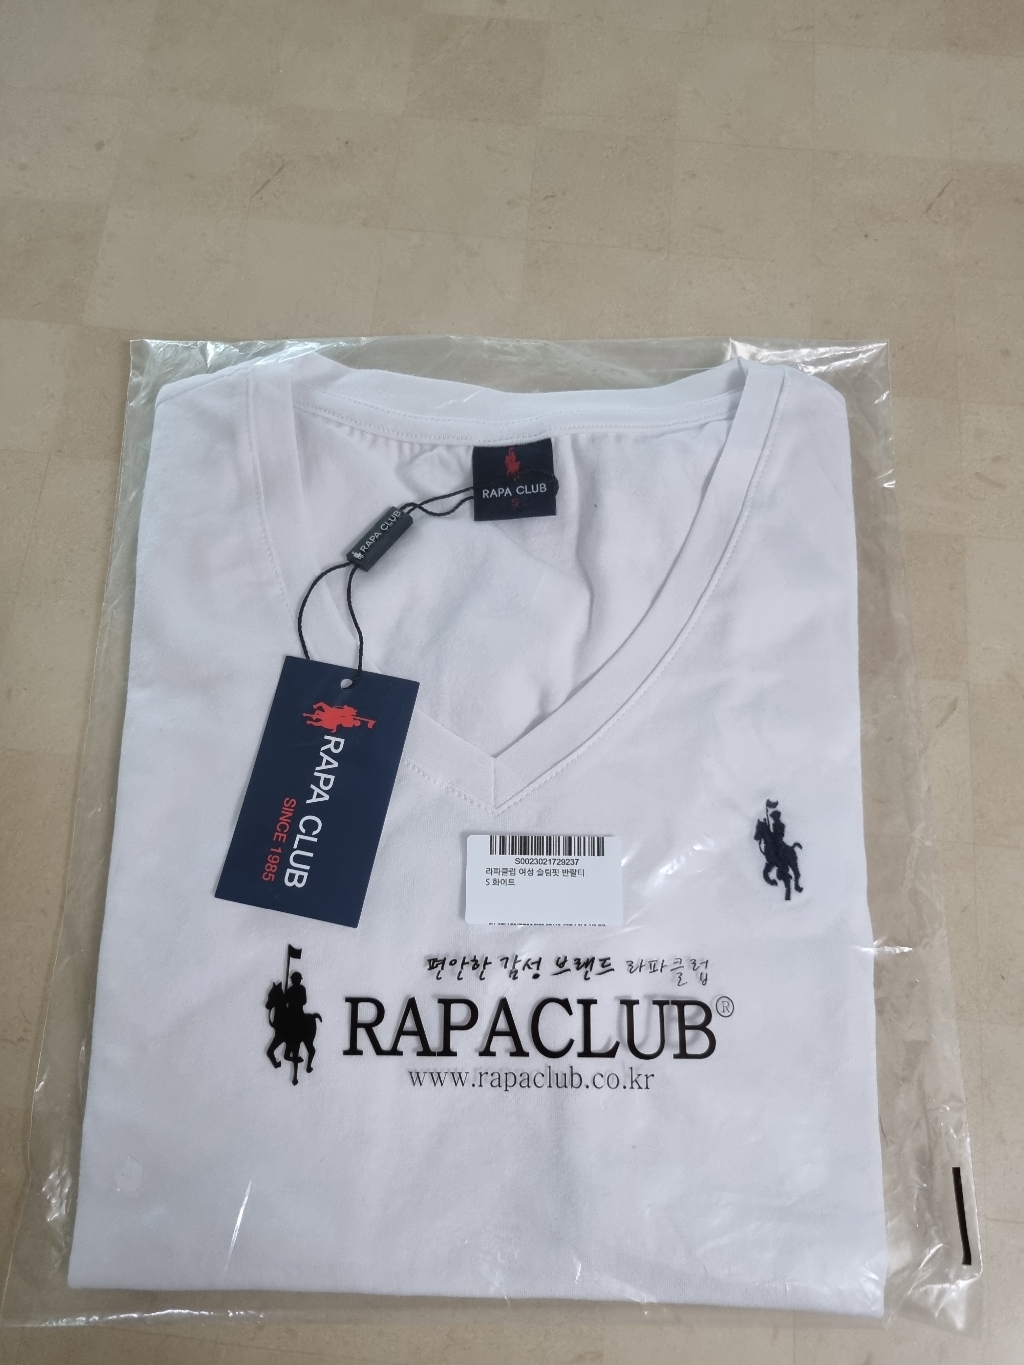 RAPA CLUB
S
RAPA CLUB
RAPA CLUB
SINCE 1985
S0023021729237
라파클럽 여성 슬림핏 반팔티
S 화이트
편안한 감성 브랜드 라파클럽
RAPACLUB®
www.rapaclub.co.kr